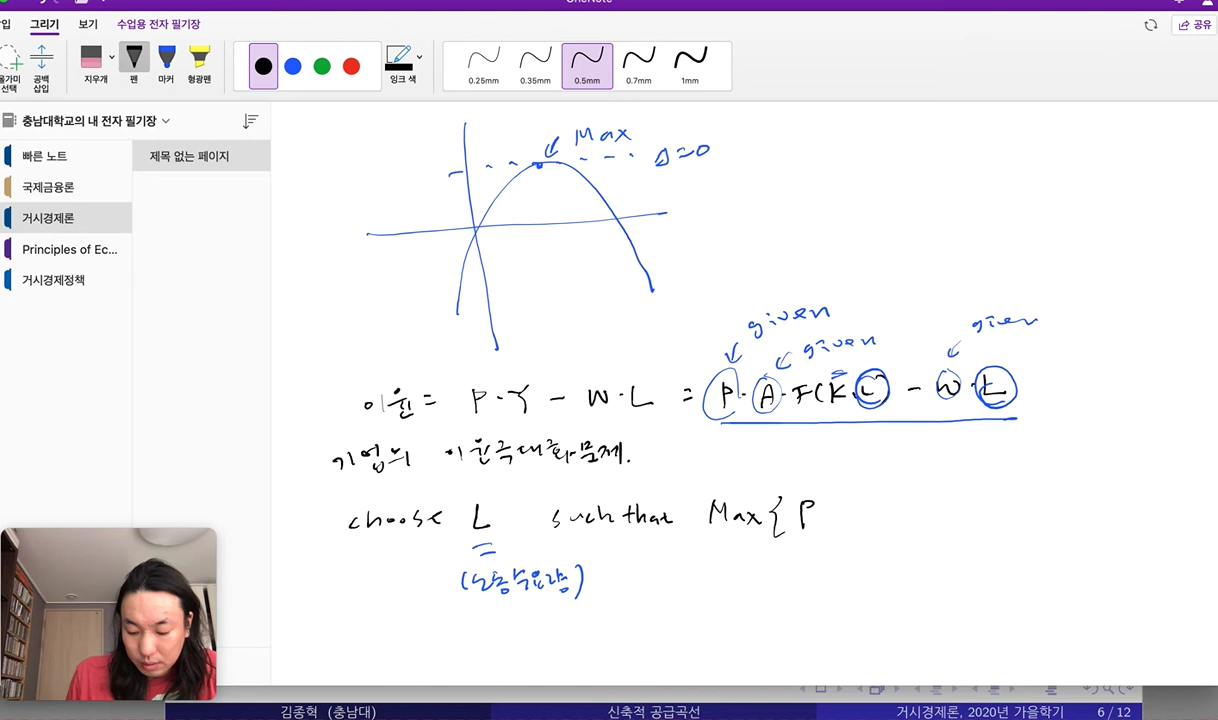 OneNote
그리기 보기 수업용 전자 필기장
공유
지우개 펜 마커 형광펜
선택
공백 삽입
잉크 색
0.25mm 0.35mm 0.5mm 0.7mm 1mm
충남대학교의 내 전자 필기장
빠른 노트
제목 없는 페이지
국제금융론
거시경제론
Principles of Ec...
거시경제정책
Max
Δ=0
given
given
given
이윤 = P·Y - W·L = P·A·F(K, L) - W·L
기업의 이윤극대화문제.
choose L such that Max{ P
(노동수요량)
김종혁 (충남대) 신축적 공급곡선 거시경제론, 2020년 가을학기 6 / 12